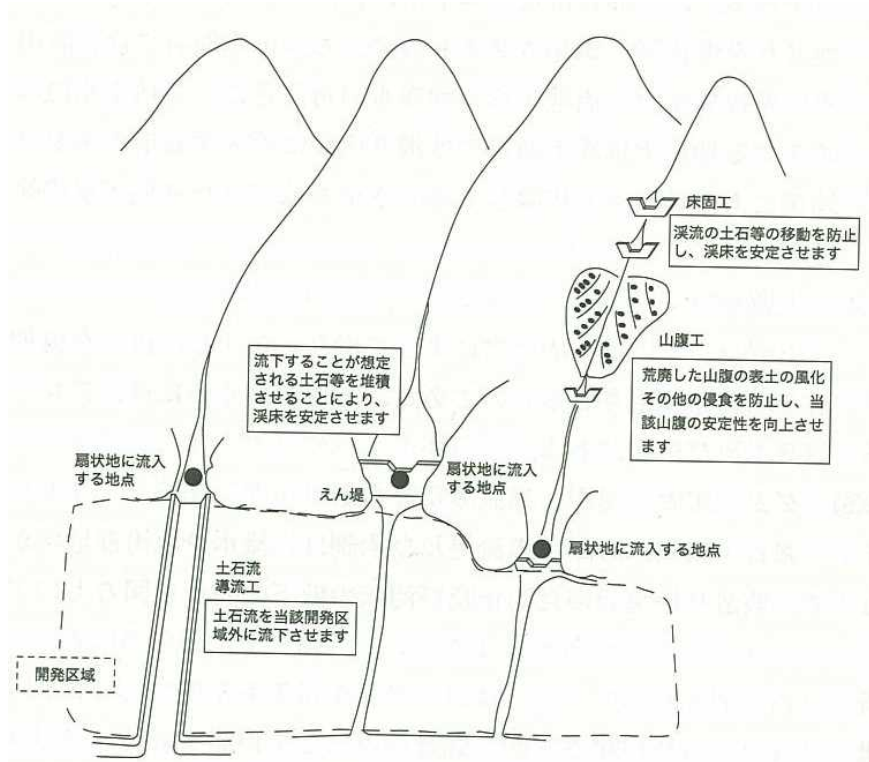 床固工
渓流の土石等の移動を防止
し、渓床を安定させます
山腹工
荒廃した山腹の表土の風化
その他の侵食を防止し、当
該山腹の安定性を向上させ
ます
流下することが想定
される土石等を堆積
させることにより、
渓床を安定させます
扇状地に流入
する地点
えん堤
扇状地に流入
する地点
扇状地に流入する地点
土石流
導流工
土石流を当該開発区
域外に流下させます
開発区域